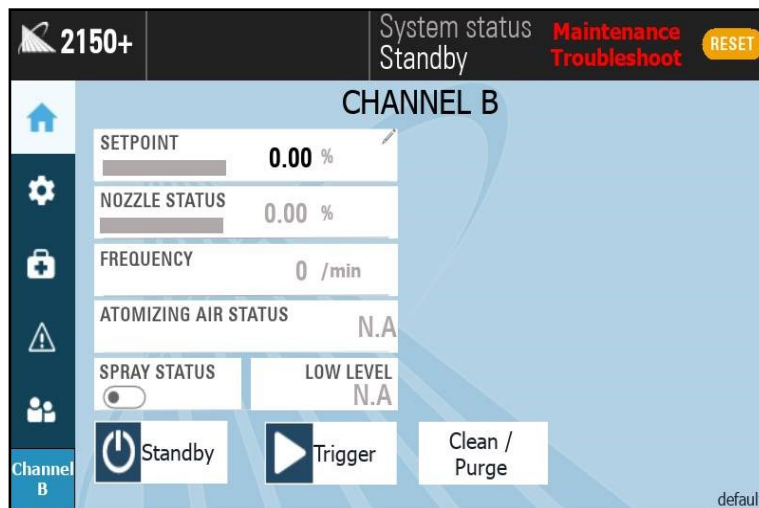 2150+
System status
Standby
Maintenance
Troubleshoot
RESET
CHANNEL B
SETPOINT
0.00 %
NOZZLE STATUS
0.00 %
FREQUENCY
0 /min
ATOMIZING AIR STATUS
N.A
SPRAY STATUS
LOW LEVEL
N.A
Standby
Trigger
Clean /
Purge
Channel
B
defaul